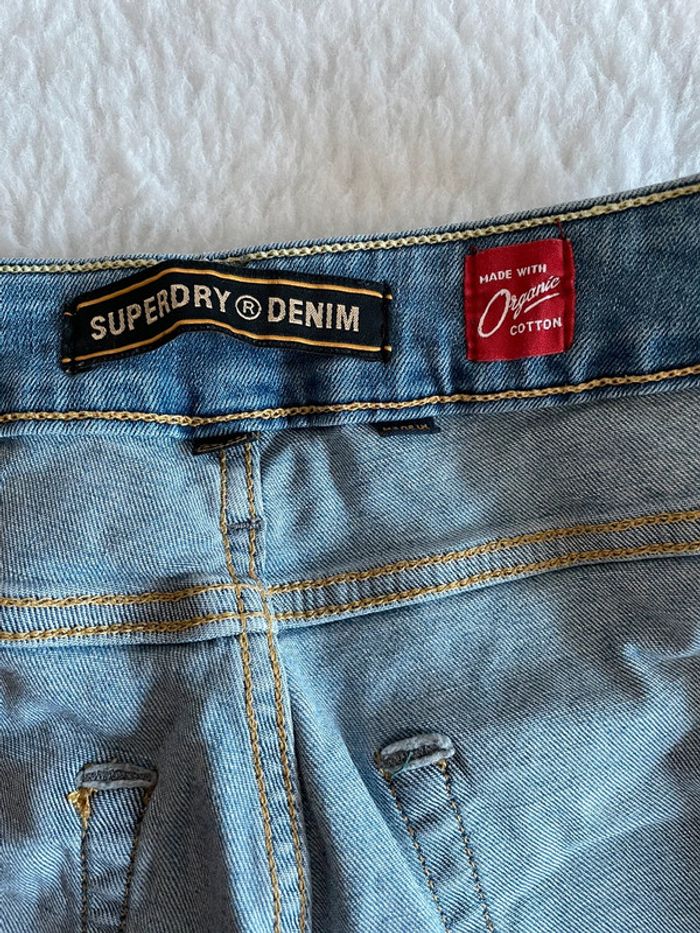 SUPERDRY ® DENIM
MADE WITH
Organic
COTTON